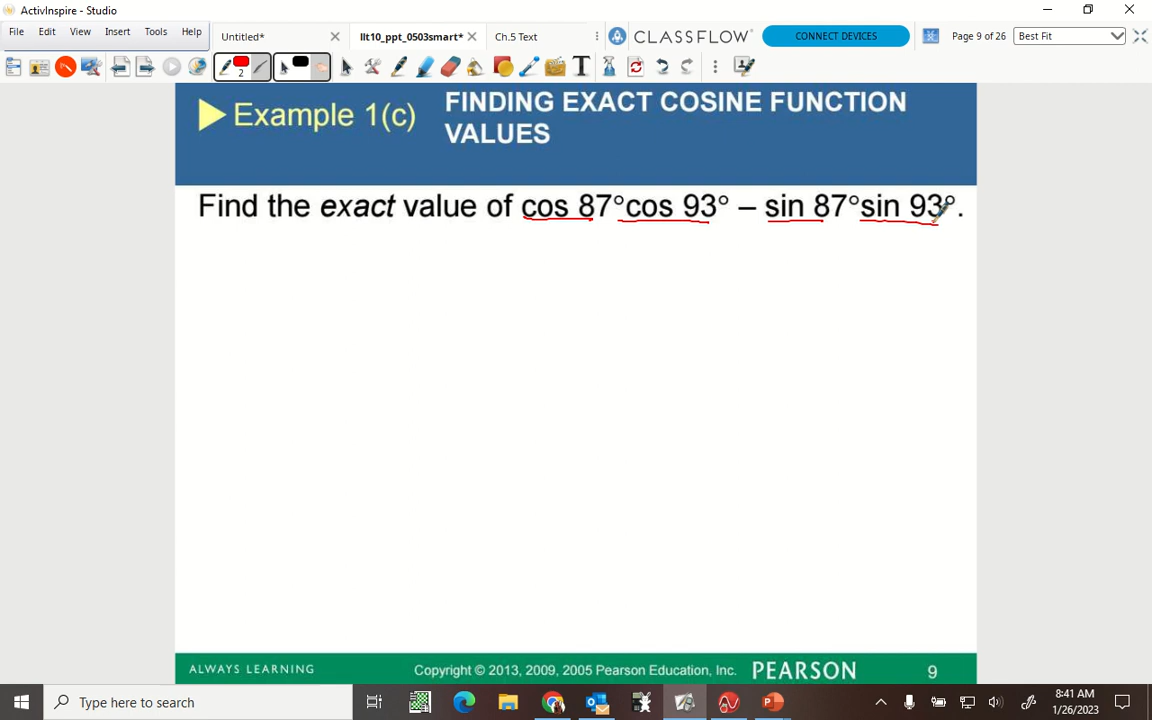 ActivInspire - Studio
File Edit View Insert Tools Help
Untitled*
llt10_ppt_0503smart*
Ch.5 Text
CLASSFLOW
CONNECT DEVICES
Page 9 of 26
Best Fit
2
T
Example 1(c)
FINDING EXACT COSINE FUNCTION
VALUES
Find the exact value of cos 87°cos 93° – sin 87°sin 93°.
ALWAYS LEARNING
Copyright © 2013, 2009, 2005 Pearson Education, Inc.
PEARSON
9
Type here to search
8:41 AM
1/26/2023